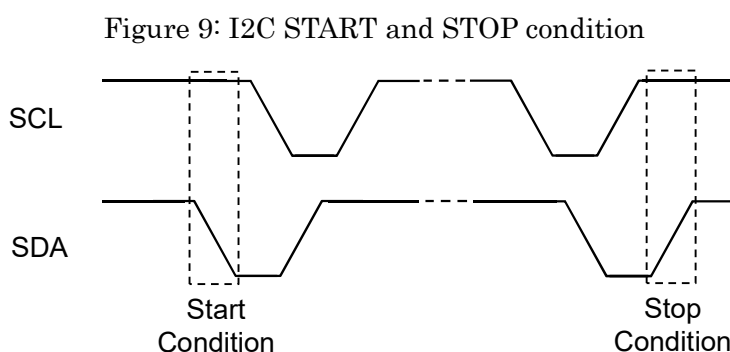 Figure 9: I2C START and STOP condition
SCL
SDA
Start
Condition
Stop
Condition